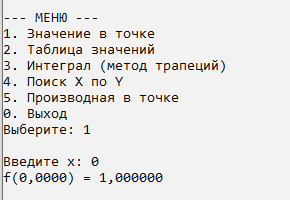 --- МЕНЮ ---
1. Значение в точке
2. Таблица значений
3. Интеграл (метод трапеций)
4. Поиск X по Y
5. Производная в точке
0. Выход
Выберите: 1

Введите x: 0
f(0,0000) = 1,000000